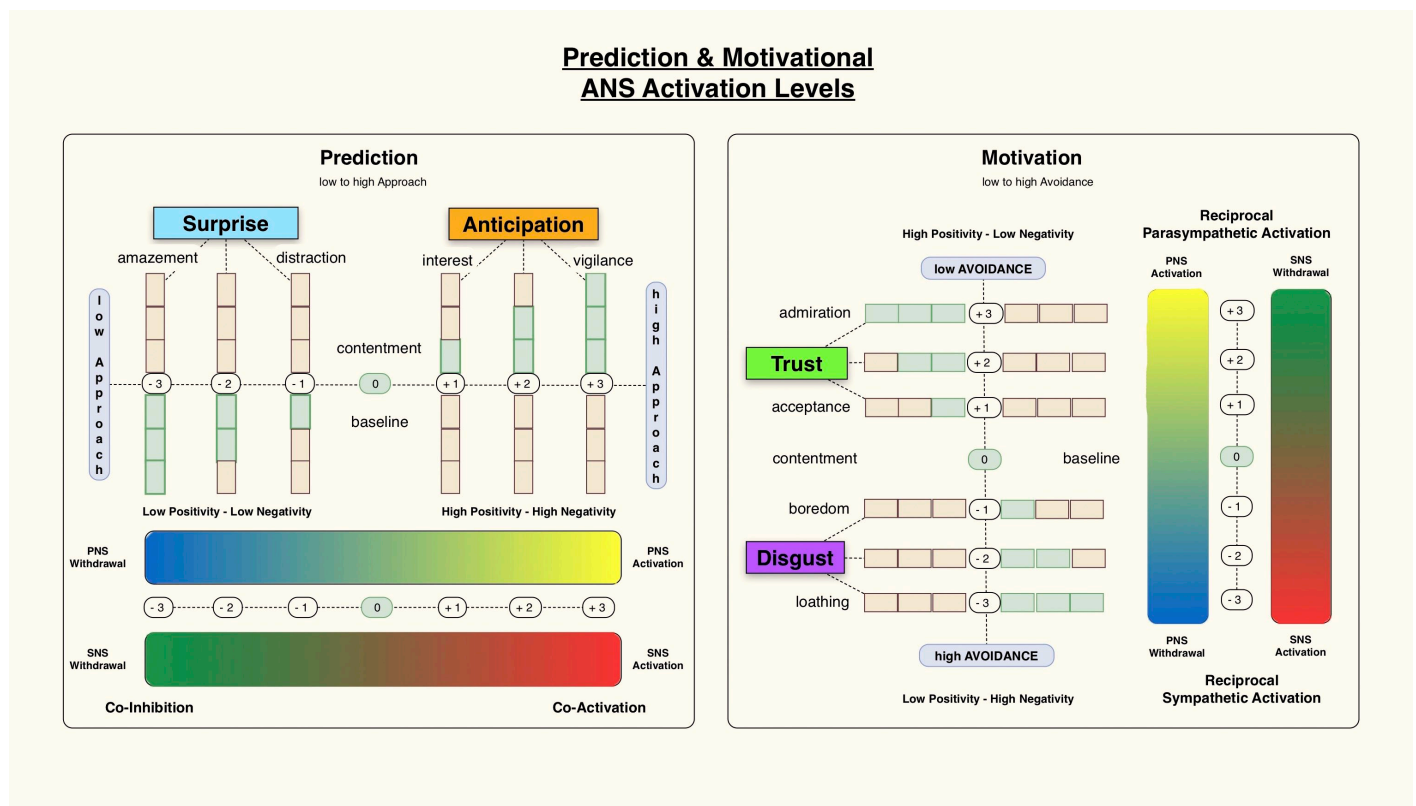 Prediction & Motivational
ANS Activation Levels
Prediction
low to high Approach
Surprise
Anticipation
amazement
distraction
interest
vigilance
low Approach
high Approach
contentment
- 3
- 2
- 1
0
+ 1
+ 2
+ 3
baseline
Low Positivity - Low Negativity
High Positivity - High Negativity
PNS
Withdrawal
PNS
Activation
- 3
- 2
- 1
0
+ 1
+ 2
+ 3
SNS
Withdrawal
SNS
Activation
Co-Inhibition
Co-Activation
Motivation
low to high Avoidance
High Positivity - Low Negativity
low AVOIDANCE
admiration
+ 3
Trust
+ 2
acceptance
+ 1
contentment
0
baseline
boredom
- 1
Disgust
- 2
loathing
- 3
high AVOIDANCE
Low Positivity - High Negativity
Reciprocal
Parasympathetic Activation
PNS
Activation
SNS
Withdrawal
+ 3
+ 2
+ 1
0
- 1
- 2
- 3
PNS
Withdrawal
SNS
Activation
Reciprocal
Sympathetic Activation